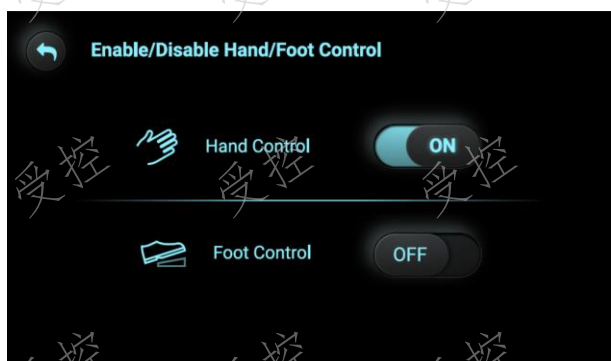 Enable/Disable Hand/Foot Control
Hand Control
ON
Foot Control
OFF
受控
受控
受控
受控
受控
受控